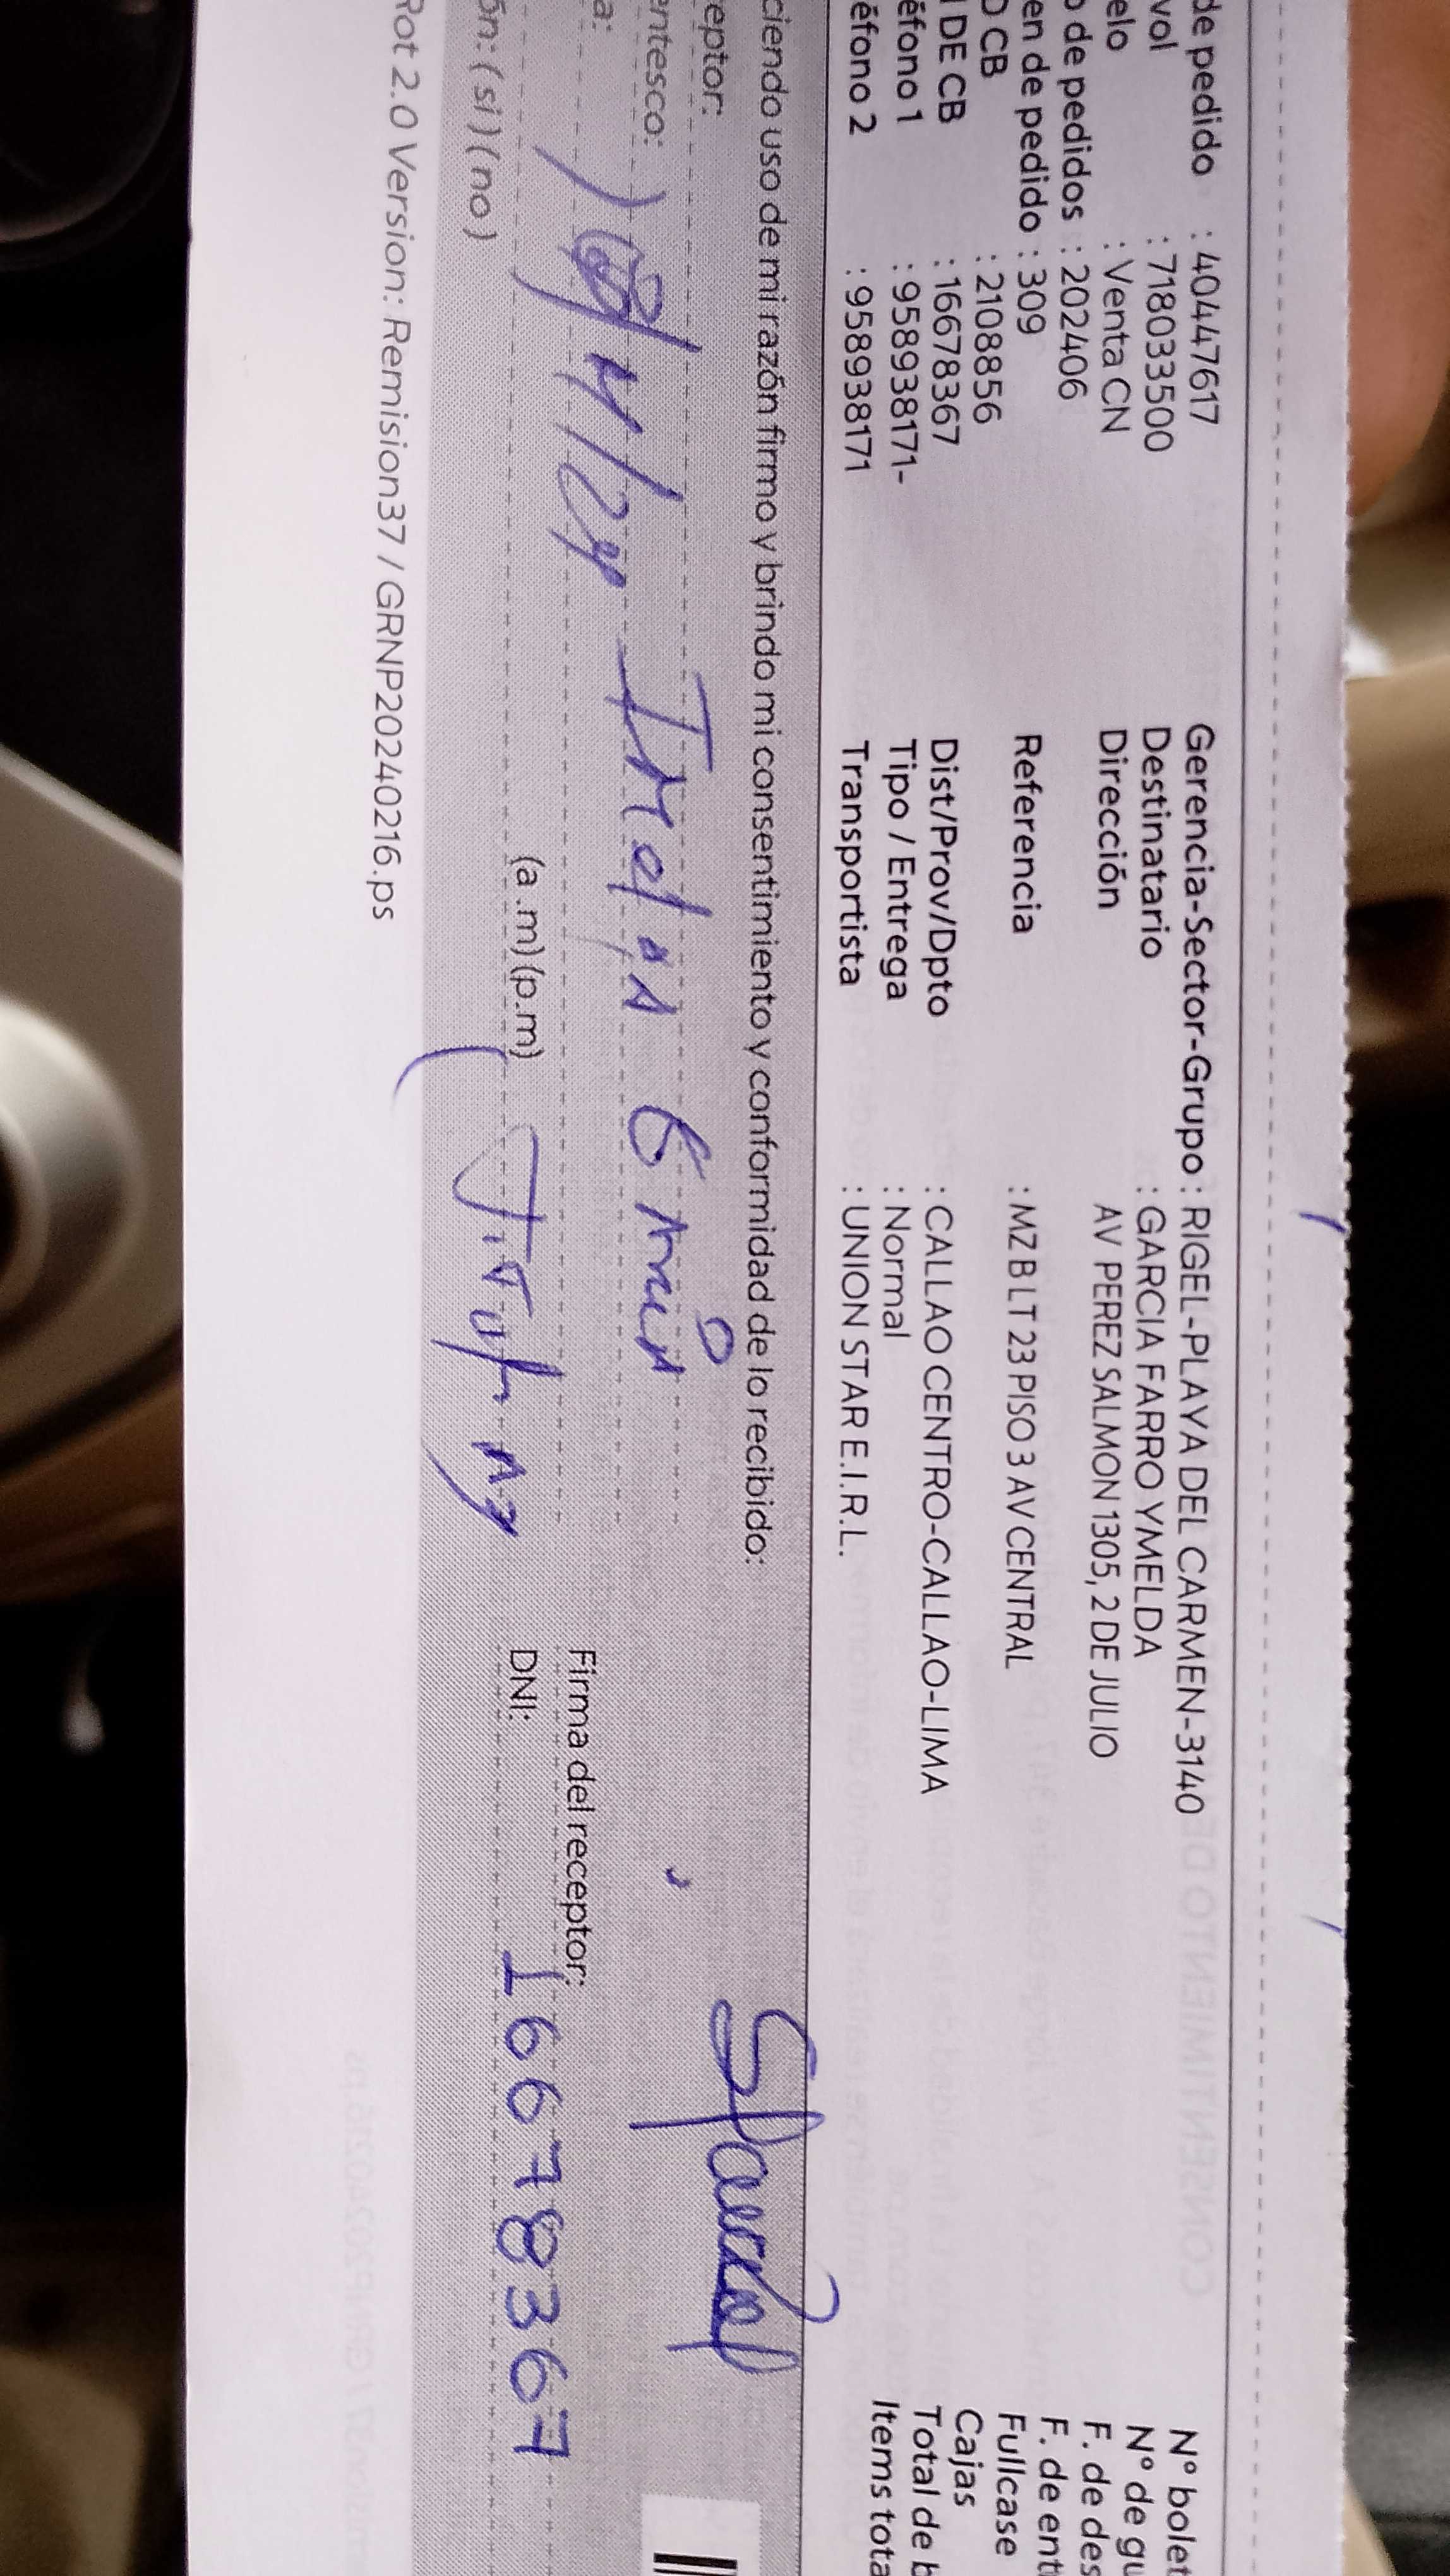 de pedido : 40447617
vol : 718033500
elo : Venta CN
o de pedidos : 202406
en de pedido : 309
O CB : 2108856
I DE CB : 16678367
éfono 1 : 958938171-
éfono 2 : 958938171
Gerencia-Sector-Grupo : RIGEL-PLAYA DEL CARMEN-3140
Destinatario : GARCIA FARRO YMELDA
Dirección AV PEREZ SALMON 1305, 2 DE JULIO
Referencia : MZ B LT 23 PISO 3 AV CENTRAL
Dist/Prov/Dpto : CALLAO CENTRO-CALLAO-LIMA
Tipo / Entrega : Normal
Transportista : UNION STAR E.I.R.L.
N° bolet
N° de gu
F. de des
F. de ent
Fullcase
Cajas
Total de b
Items tota
ciendo uso de mi razón firmo y brindo mi consentimiento y conformidad de lo recibido:
eptor:
entesco:
a:
(a.m) (p.m)
ón: ( si ) ( no )
Firma del receptor:
DNI: 16678367
Rot 2.0 Version: Remision37 / GRNP20240216.ps